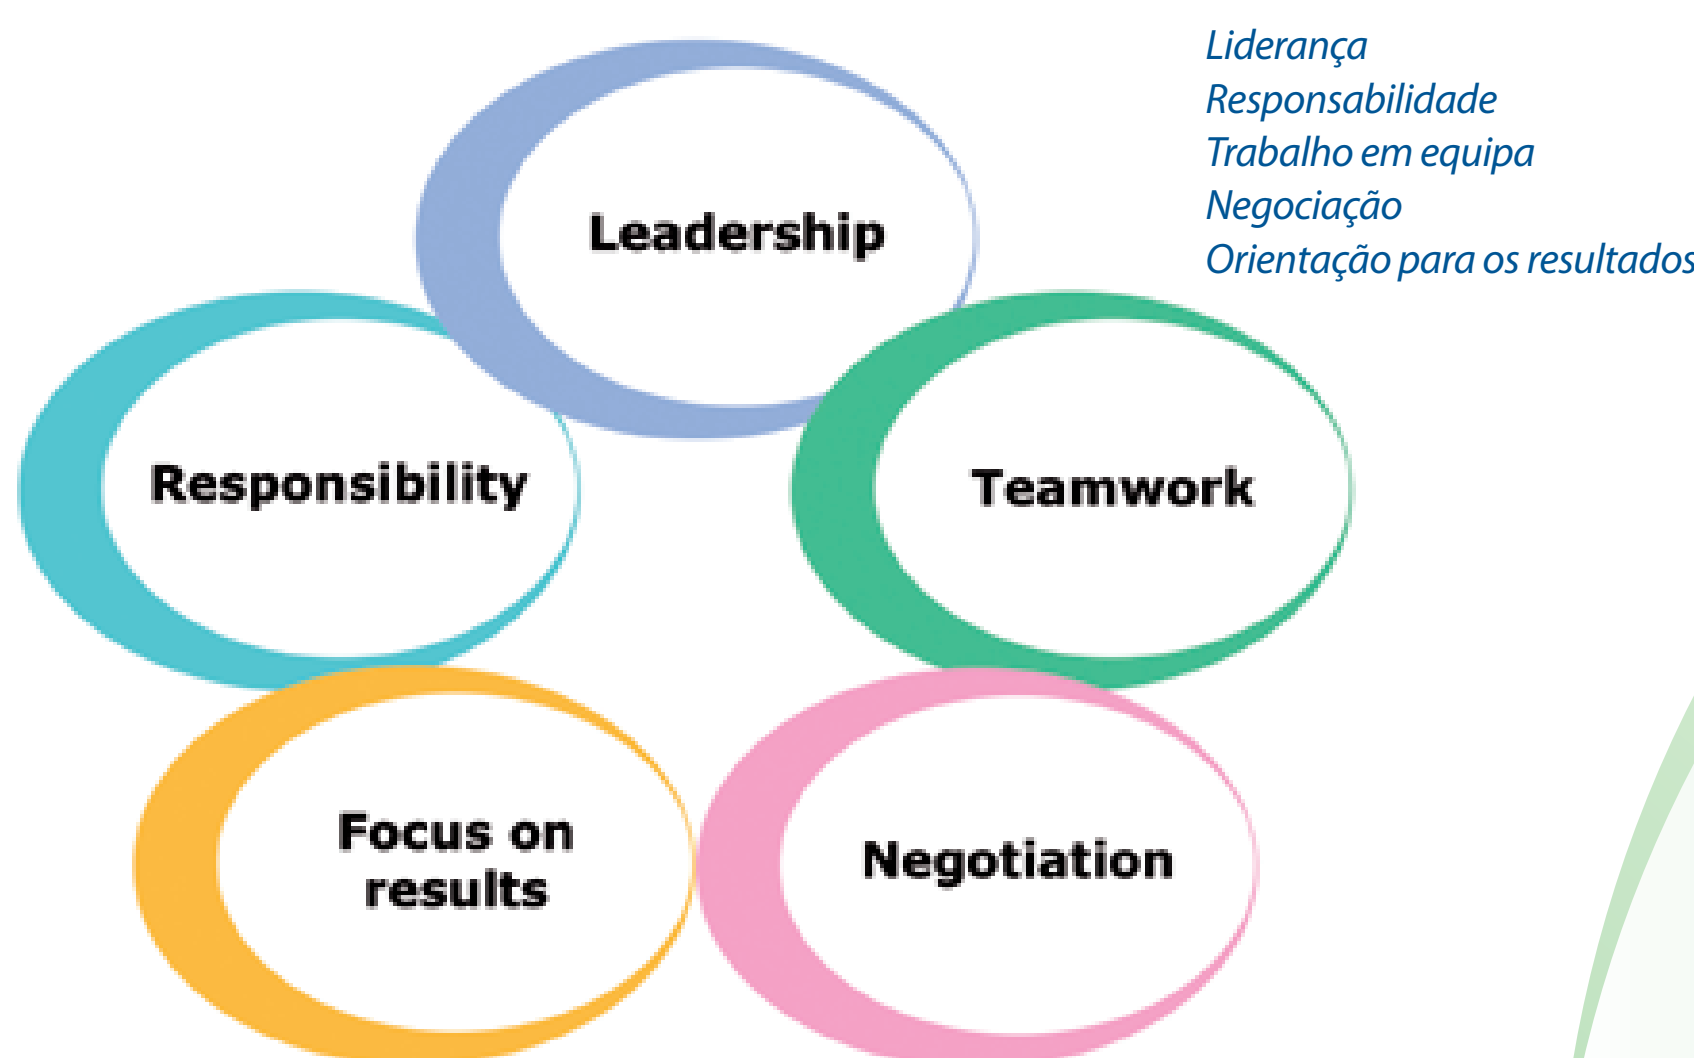 Liderança
Responsabilidade
Trabalho em equipa
Negociação
Orientação para os resultados
Leadership
Responsibility
Teamwork
Focus on
results
Negotiation